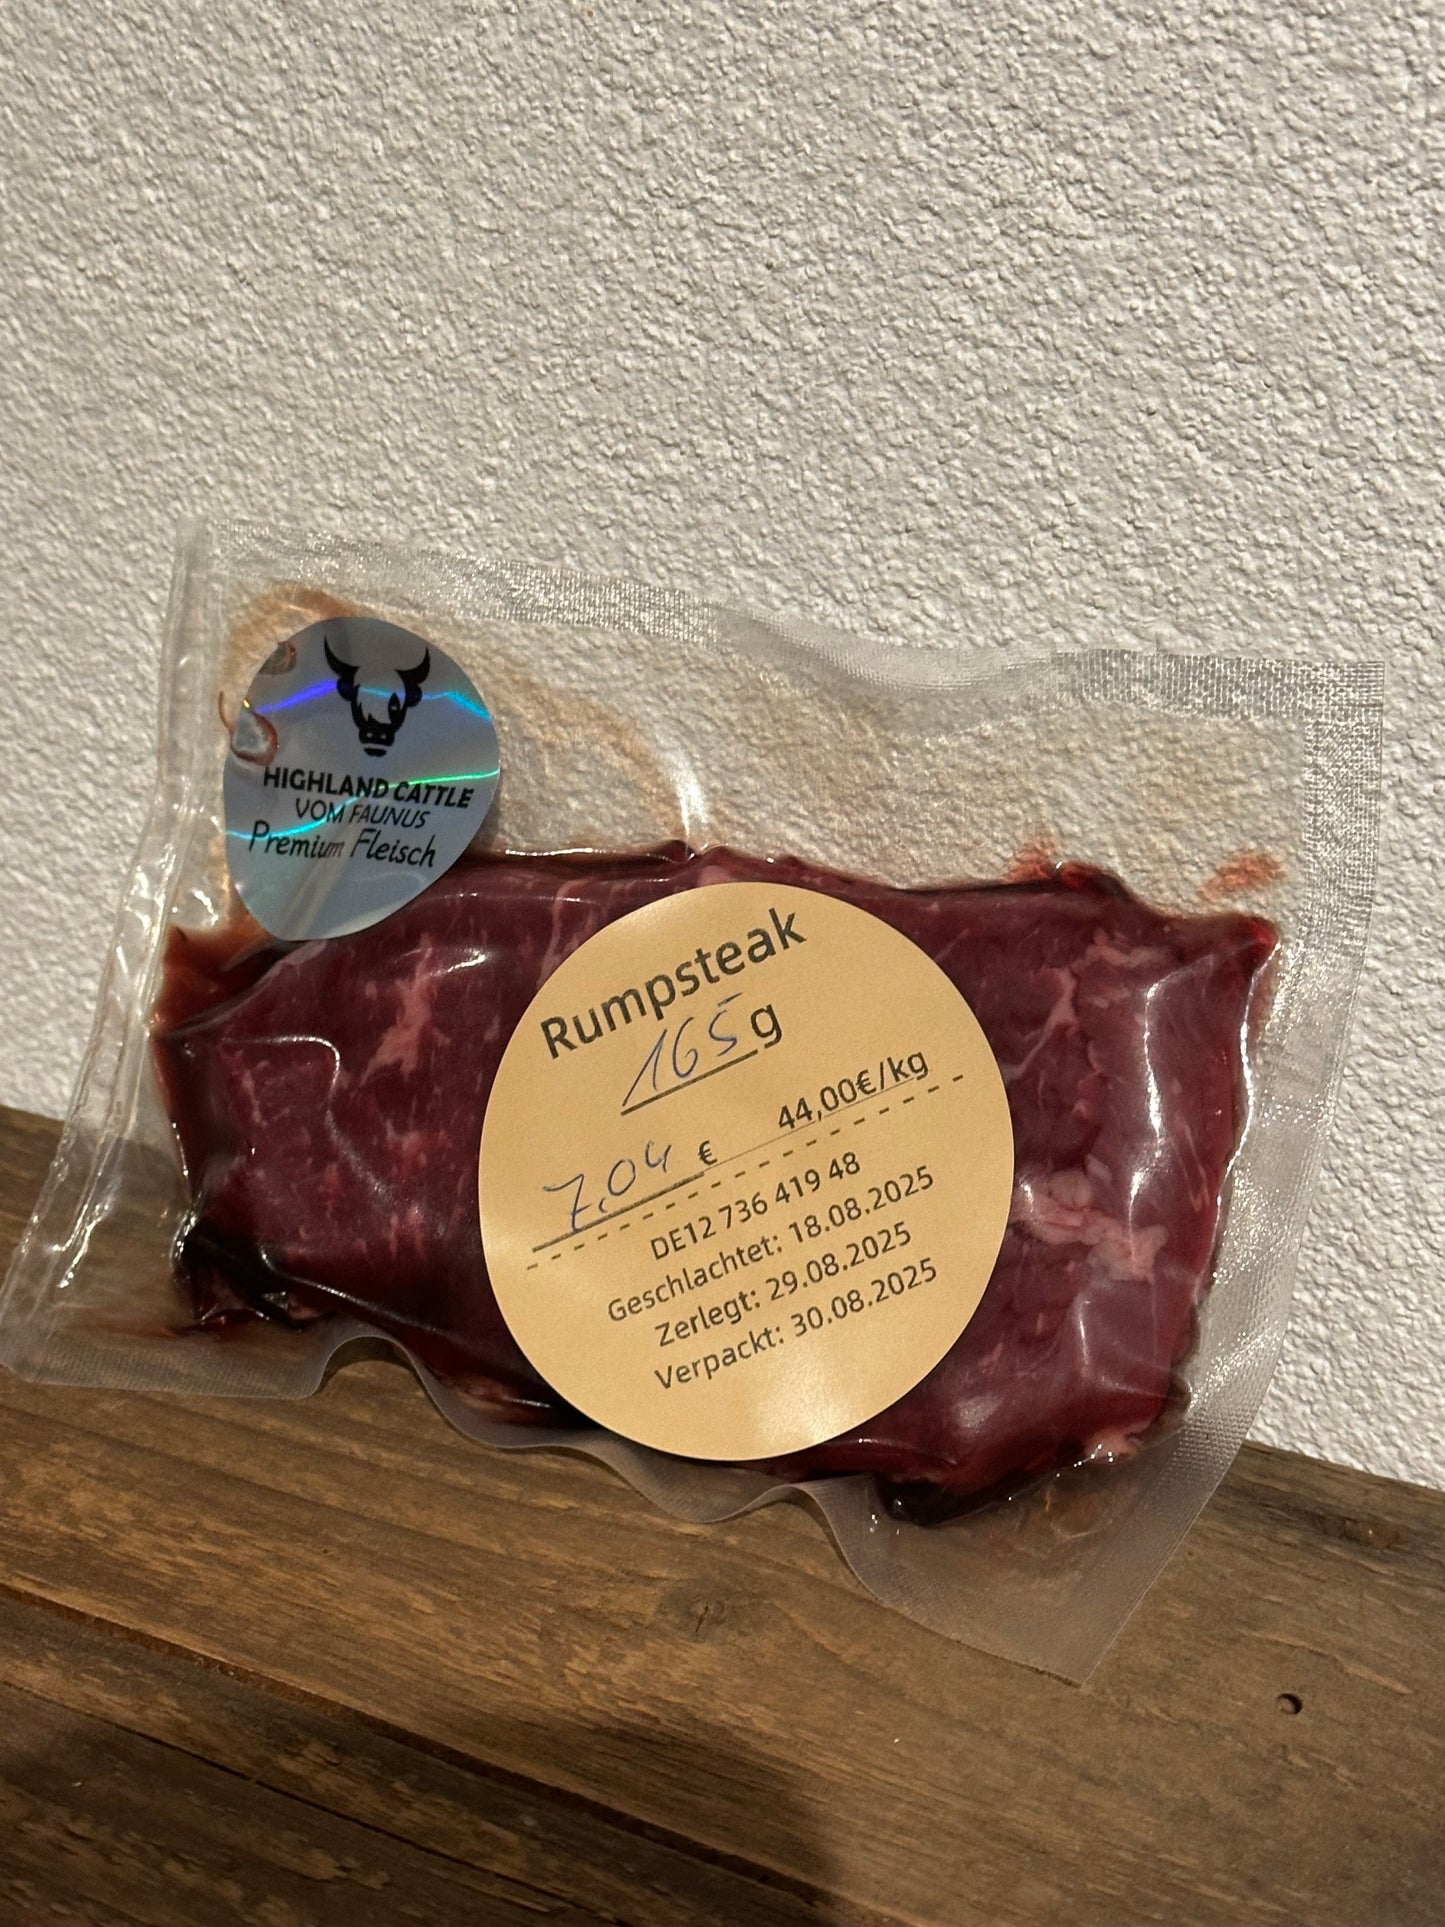 HIGHLAND CATTLE
VOM FAUNUS
Premium Fleisch
Rumpsteak
165 g
7,04 € 44,00€/kg
DE12 736 419 48
Geschlachtet: 18.08.2025
Zerlegt: 29.08.2025
Verpackt: 30.08.2025